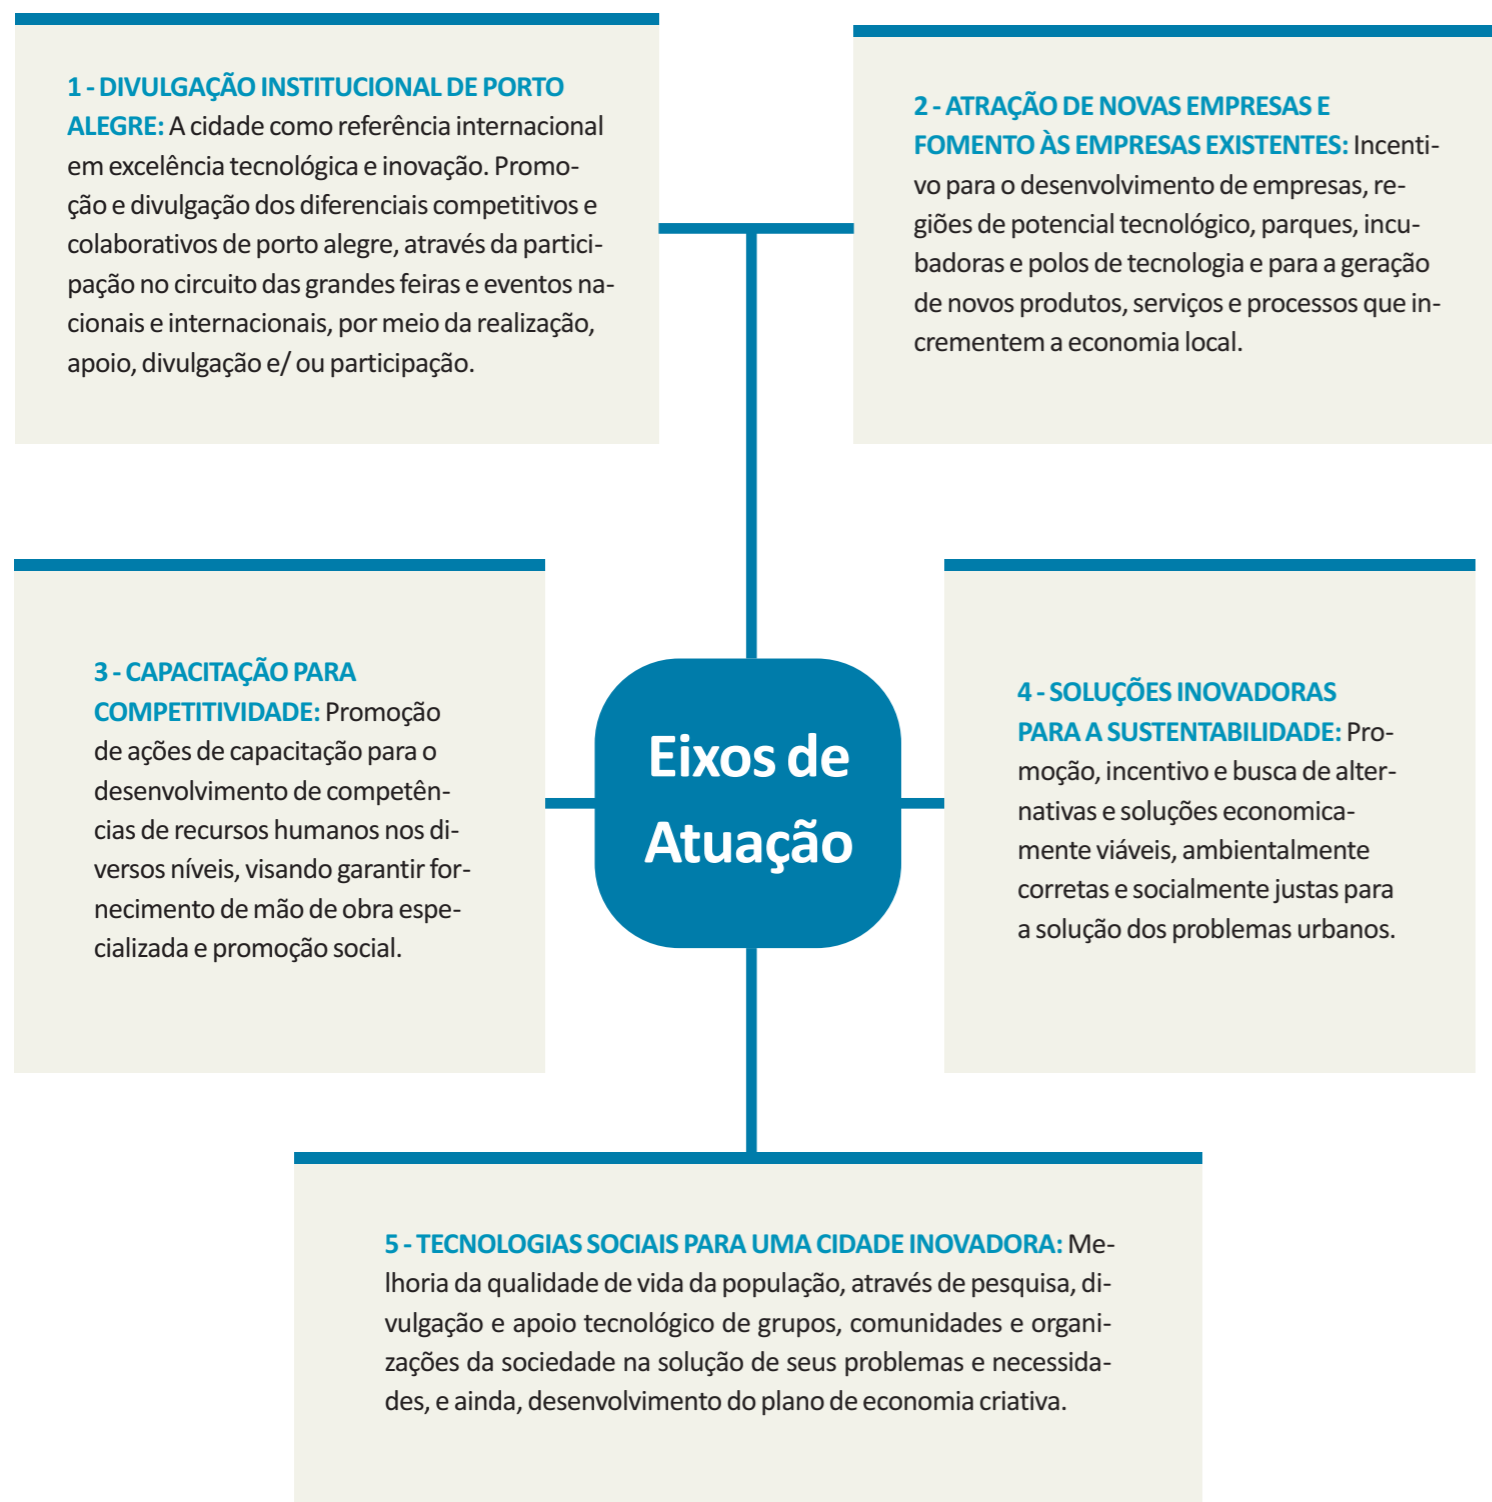 1 - DIVULGAÇÃO INSTITUCIONAL DE PORTO
ALEGRE: A cidade como referência internacional
em excelência tecnológica e inovação. Promo-
ção e divulgação dos diferenciais competitivos e
colaborativos de porto alegre, através da partici-
pação no circuito das grandes feiras e eventos na-
cionais e internacionais, por meio da realização,
apoio, divulgação e/ ou participação.
2 - ATRAÇÃO DE NOVAS EMPRESAS E
FOMENTO ÀS EMPRESAS EXISTENTES: Incenti-
vo para o desenvolvimento de empresas, re-
giões de potencial tecnológico, parques, incu-
badoras e polos de tecnologia e para a geração
de novos produtos, serviços e processos que in-
crementem a economia local.
3 - CAPACITAÇÃO PARA
COMPETITIVIDADE: Promoção
de ações de capacitação para o
desenvolvimento de competên-
cias de recursos humanos nos di-
versos níveis, visando garantir for-
necimento de mão de obra espe-
cializada e promoção social.
Eixos de
Atuação
4 - SOLUÇÕES INOVADORAS
PARA A SUSTENTABILIDADE: Pro-
moção, incentivo e busca de alter-
nativas e soluções economica-
mente viáveis, ambientalmente
corretas e socialmente justas para
a solução dos problemas urbanos.
5 - TECNOLOGIAS SOCIAIS PARA UMA CIDADE INOVADORA: Me-
lhoria da qualidade de vida da população, através de pesquisa, di-
vulgação e apoio tecnológico de grupos, comunidades e organi-
zações da sociedade na solução de seus problemas e necessida-
des, e ainda, desenvolvimento do plano de economia criativa.